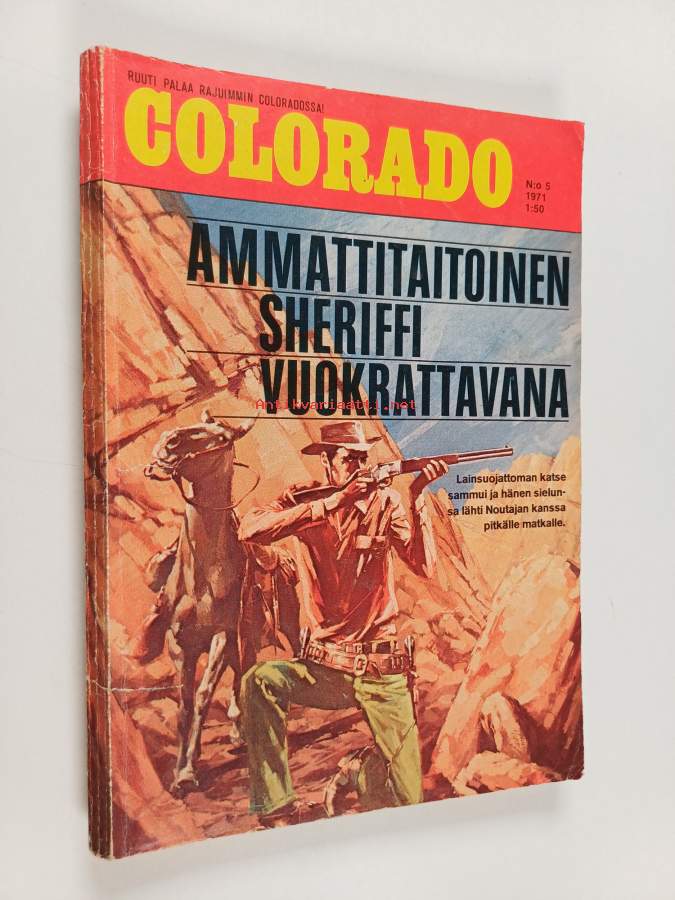 RUUTI PALAA RAJUIMMIN COLORADOSSA!
COLORADO
N:o 5
1971
1:50
AMMATTITAITOINEN
SHERIFFI
VUOKRATTAVANA
Antikvariaatti.net
Lainsuojattoman katse
sammui ja hänen sielun-
sa lähti Noutajan kanssa
pitkälle matkalle.